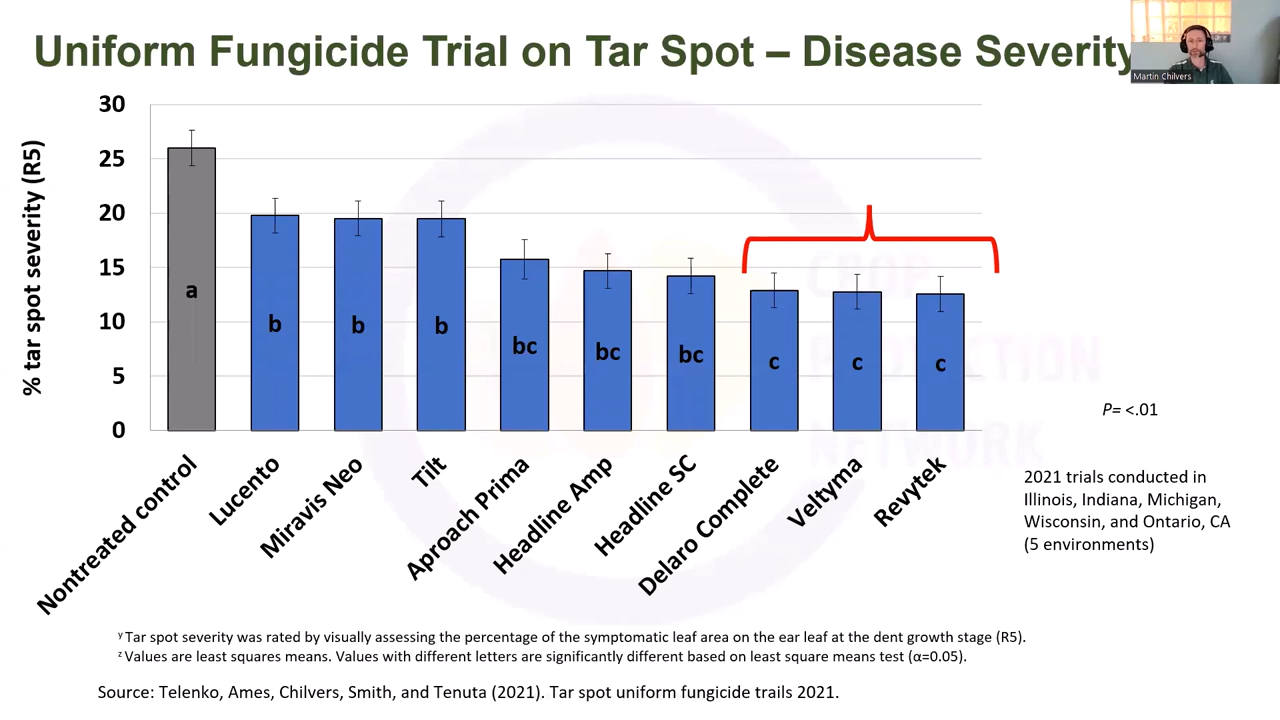 Uniform Fungicide Trial on Tar Spot – Disease Severity
Martin Chilvers
% tar spot severity (R5)
30
25
20
15
10
5
0
a
b
b
b
bc
bc
bc
c
c
c
Nontreated control
Lucento
Miravis Neo
Tilt
Aproach Prima
Headline Amp
Headline SC
Delaro Complete
Veltyma
Revytek
CROP
PROTECTION
NETWORK
P= <.01
2021 trials conducted in
Illinois, Indiana, Michigan,
Wisconsin, and Ontario, CA
(5 environments)
y Tar spot severity was rated by visually assessing the percentage of the symptomatic leaf area on the ear leaf at the dent growth stage (R5).
z Values are least squares means. Values with different letters are significantly different based on least square means test (α=0.05).
Source: Telenko, Ames, Chilvers, Smith, and Tenuta (2021). Tar spot uniform fungicide trails 2021.